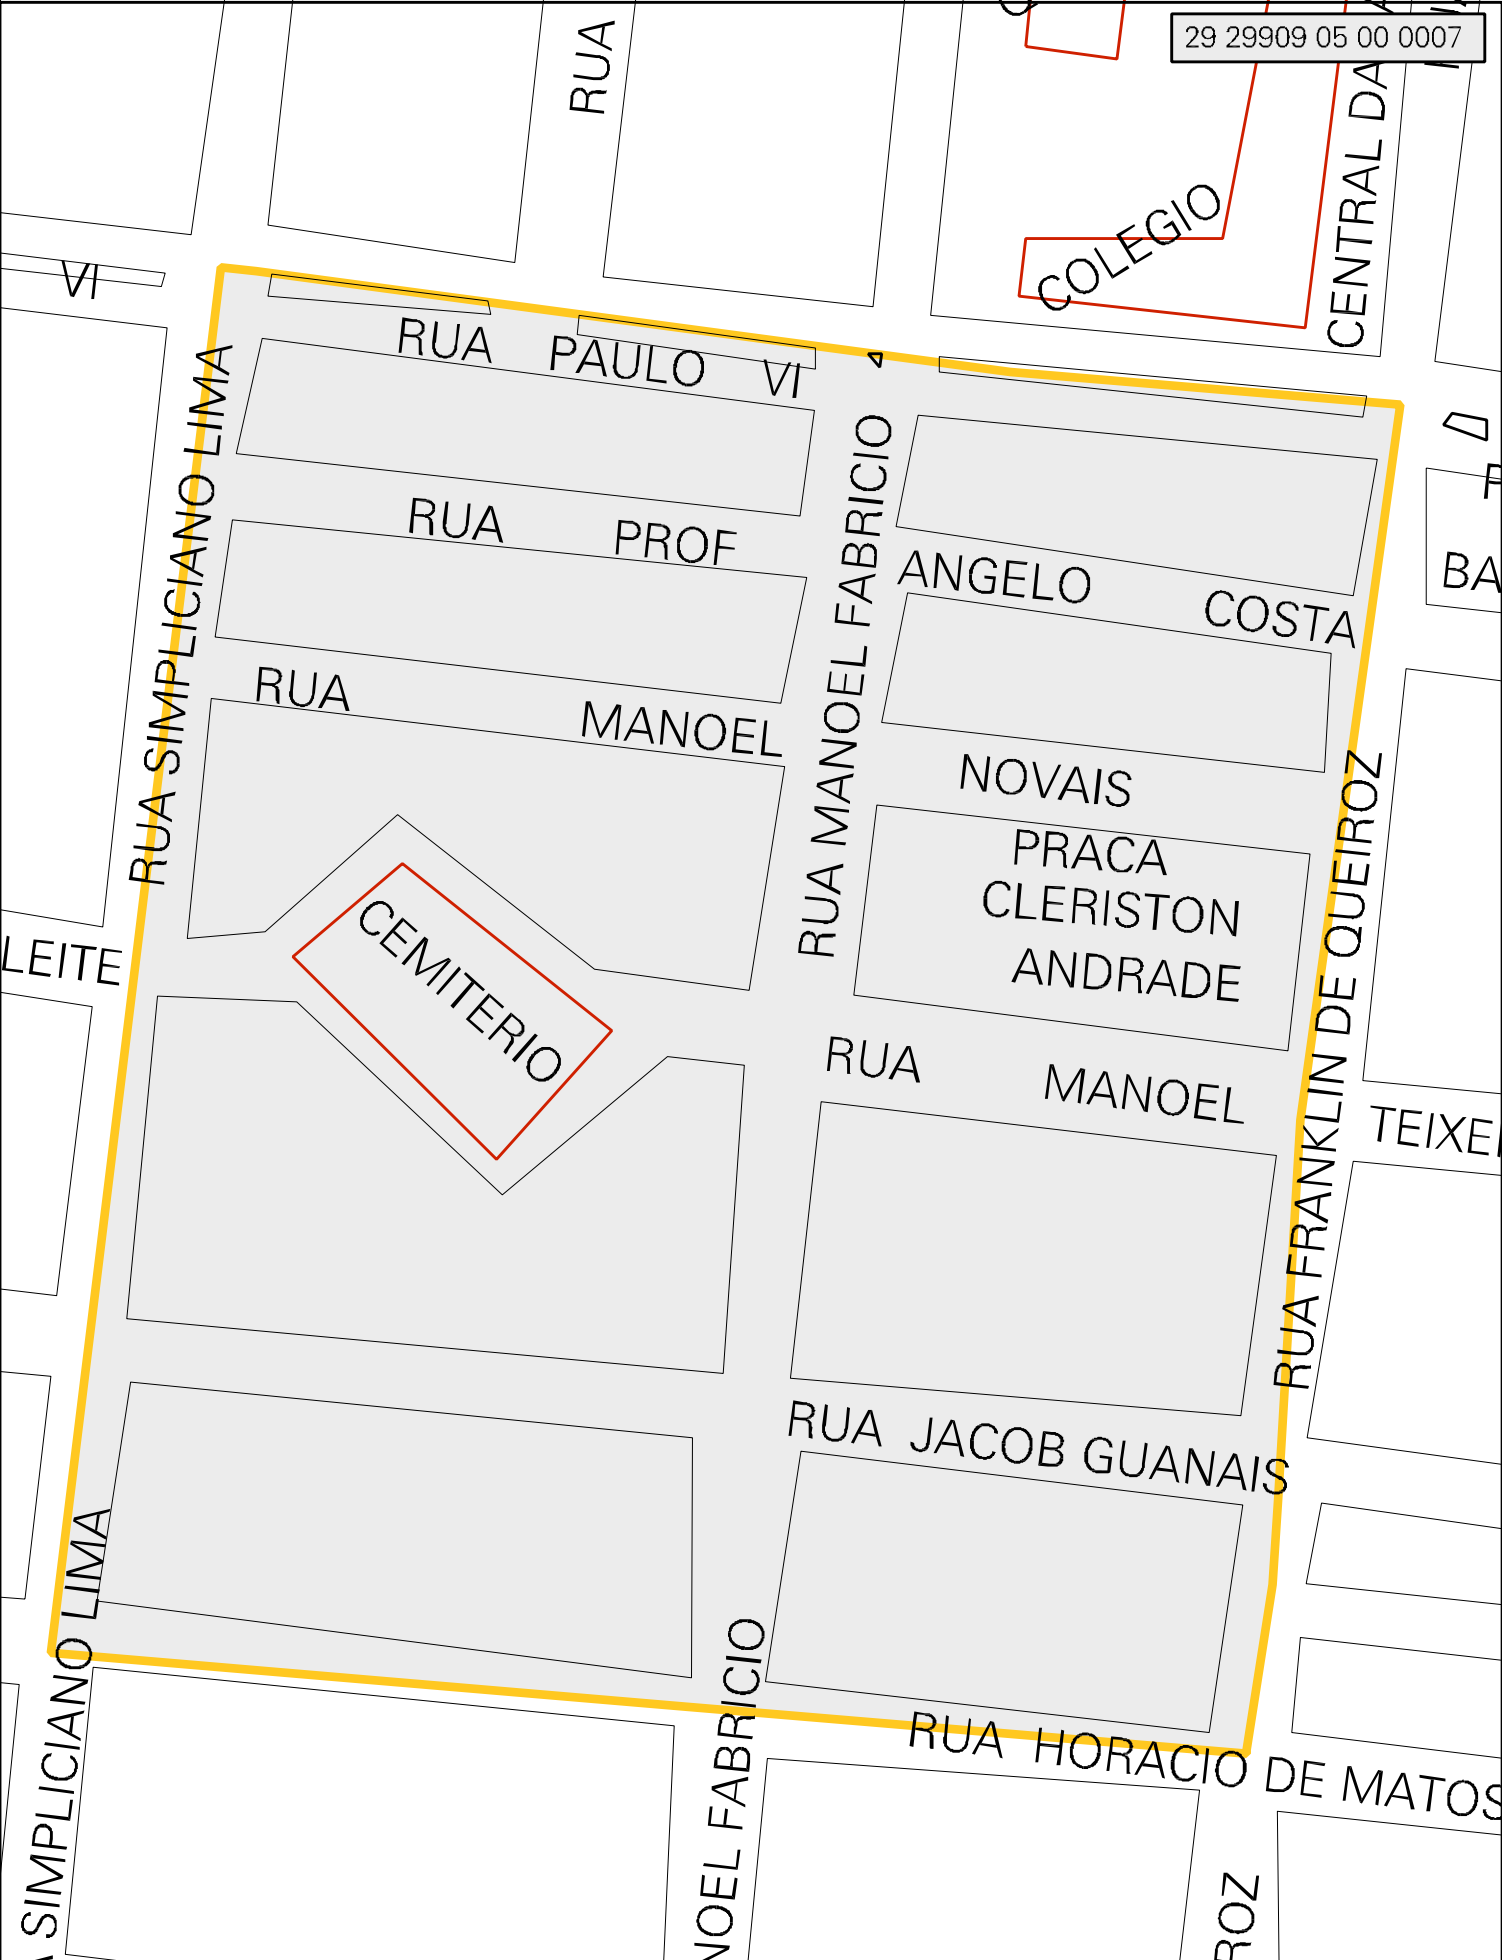 29 29909 05 00 0007
RUA
CENTRAL DA
COLEGIO
VI
RUA PAULO VI
RUA SIMPLICIANO LIMA
RUA MANOEL FABRICIO
RUA PROF ANGELO COSTA
BA
RUA MANOEL NOVAIS
PRACA
CLERISTON
ANDRADE
RUA FRANKLIN DE QUEIROZ
CEMITERIO
LEITE
RUA MANOEL TEIXEI
RUA JACOB GUANAIS
LIMA
SIMPLICIANO
NOEL FABRICIO
RUA HORACIO DE MATOS
ROZ